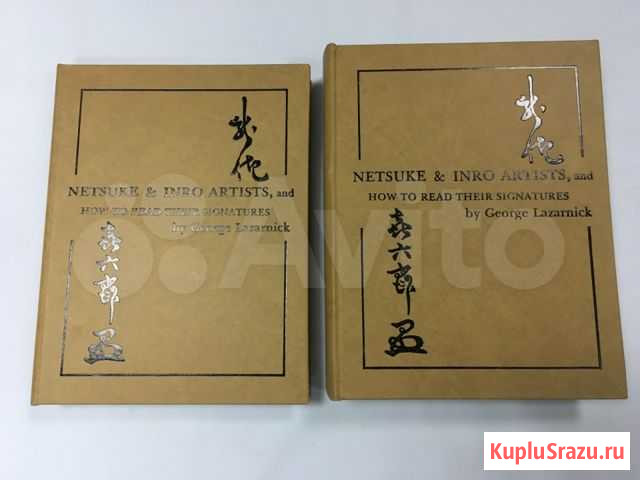 NETSUKE & INRO ARTISTS, and
HOW TO READ THEIR SIGNATURES
by George Lazarnick
NETSUKE & INRO ARTISTS, and
HOW TO READ THEIR SIGNATURES
by George Lazarnick
Avito
KupluSrazu.ru